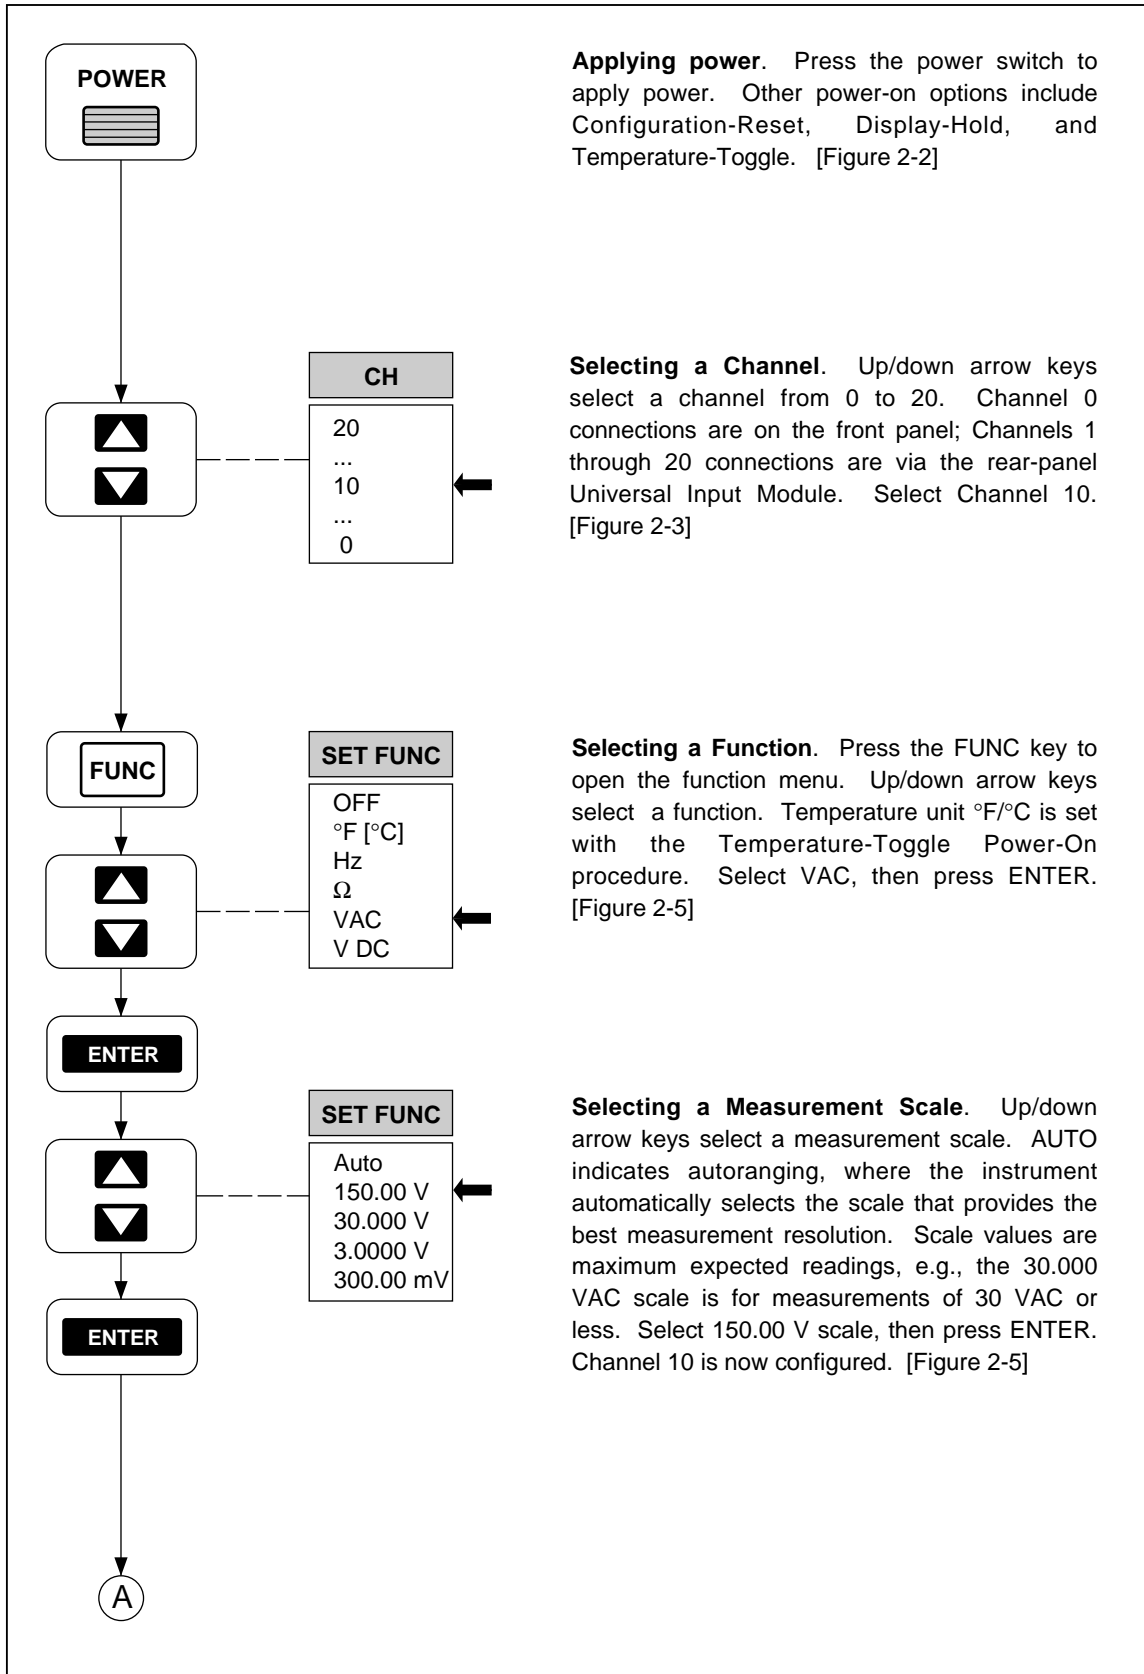 POWER
Applying power. Press the power switch to
apply power. Other power-on options include
Configuration-Reset, Display-Hold, and
Temperature-Toggle. [Figure 2-2]
CH
20
...
10
...
0
Selecting a Channel. Up/down arrow keys
select a channel from 0 to 20. Channel 0
connections are on the front panel; Channels 1
through 20 connections are via the rear-panel
Universal Input Module. Select Channel 10.
[Figure 2-3]
FUNC
SET FUNC
OFF
°F [°C]
Hz
Ω
VAC
V DC
Selecting a Function. Press the FUNC key to
open the function menu. Up/down arrow keys
select a function. Temperature unit °F/°C is set
with the Temperature-Toggle Power-On
procedure. Select VAC, then press ENTER.
[Figure 2-5]
ENTER
SET FUNC
Auto
150.00 V
30.000 V
3.0000 V
300.00 mV
Selecting a Measurement Scale. Up/down
arrow keys select a measurement scale. AUTO
indicates autoranging, where the instrument
automatically selects the scale that provides the
best measurement resolution. Scale values are
maximum expected readings, e.g., the 30.000
VAC scale is for measurements of 30 VAC or
less. Select 150.00 V scale, then press ENTER.
Channel 10 is now configured. [Figure 2-5]
ENTER
A